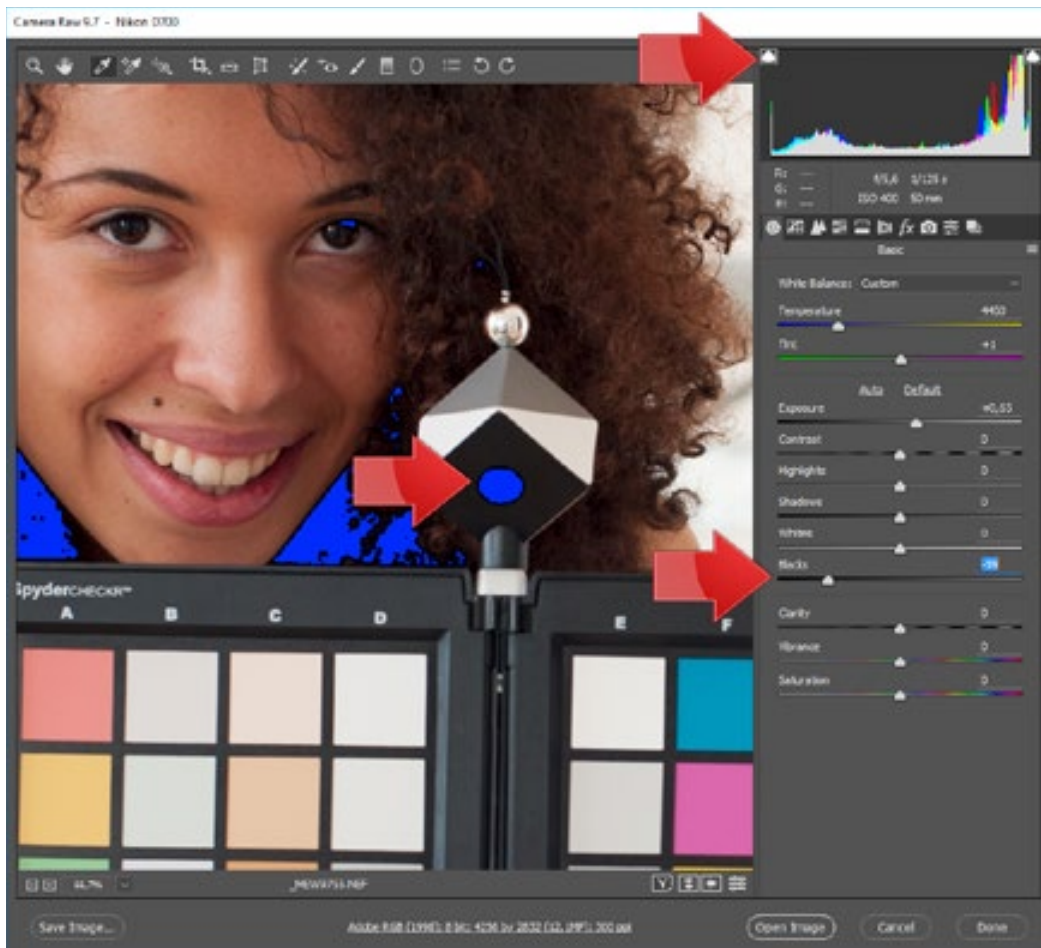 Camera Raw 9.7 - Nikon D700
R: ---
G: ---
B: ---
f/5,6 1/125 s
ISO 400 50 mm
Basic
White Balance: Custom
Temperature
Tint +1
Auto Default
Exposure
Contrast 0
Highlights 0
Shadows 0
Whites 0
Blacks
Clarity 0
Vibrance 0
Saturation 0
SpyderCHECKR™
A B C D E F
Save Image...
Open Image Cancel Done